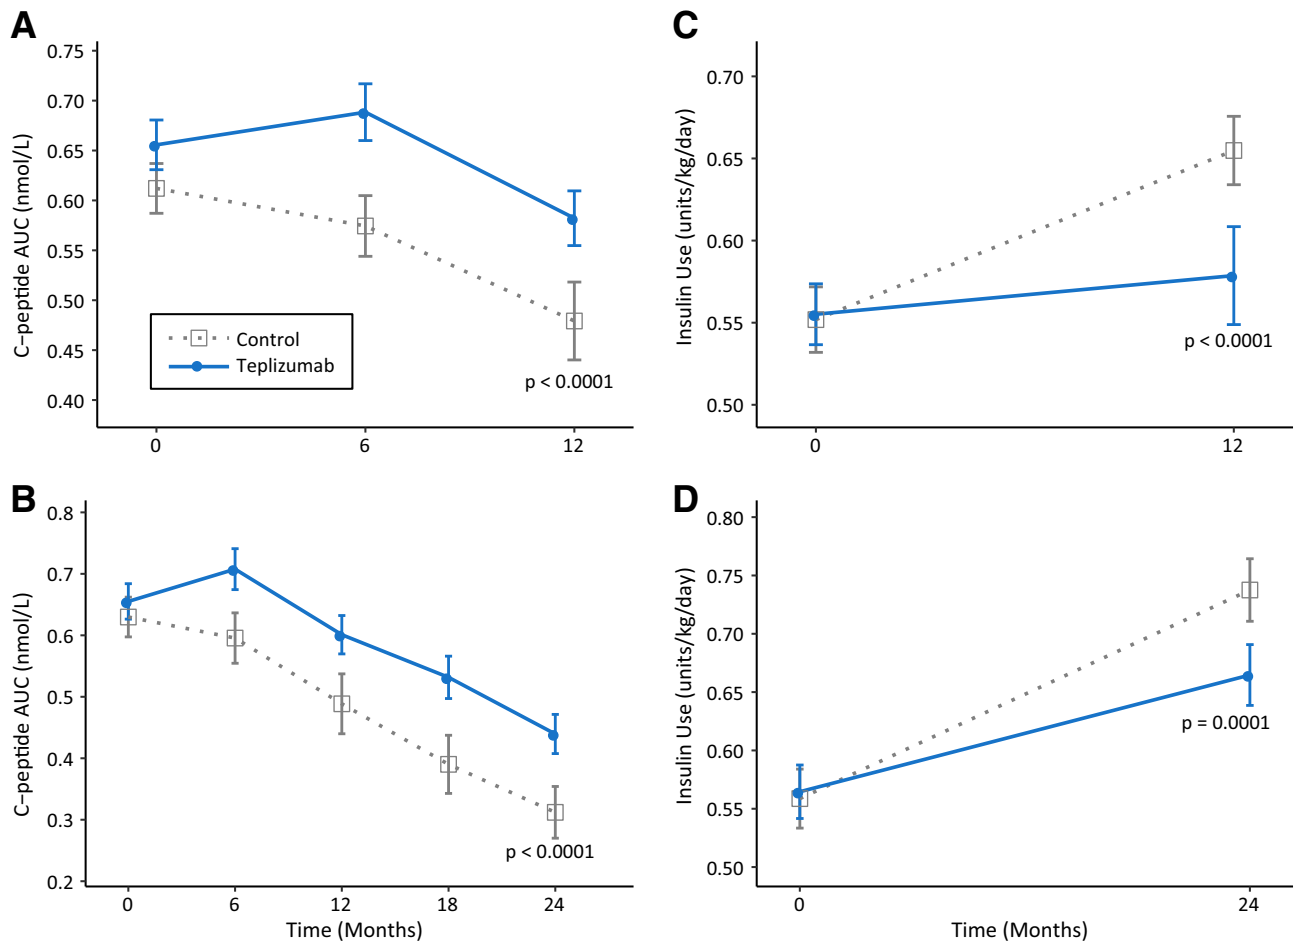 A
C-peptide AUC (nmol/L)
0.75
0.70
0.65
0.60
0.55
0.50
0.45
0.40
Control
Teplizumab
p < 0.0001
0 6 12
C
Insulin Use (units/kg/day)
0.70
0.65
0.60
0.55
0.50
p < 0.0001
0 12
B
C-peptide AUC (nmol/L)
0.8
0.7
0.6
0.5
0.4
0.3
0.2
p < 0.0001
0 6 12 18 24
Time (Months)
D
Insulin Use (units/kg/day)
0.80
0.75
0.70
0.65
0.60
0.55
0.50
p = 0.0001
0 24
Time (Months)